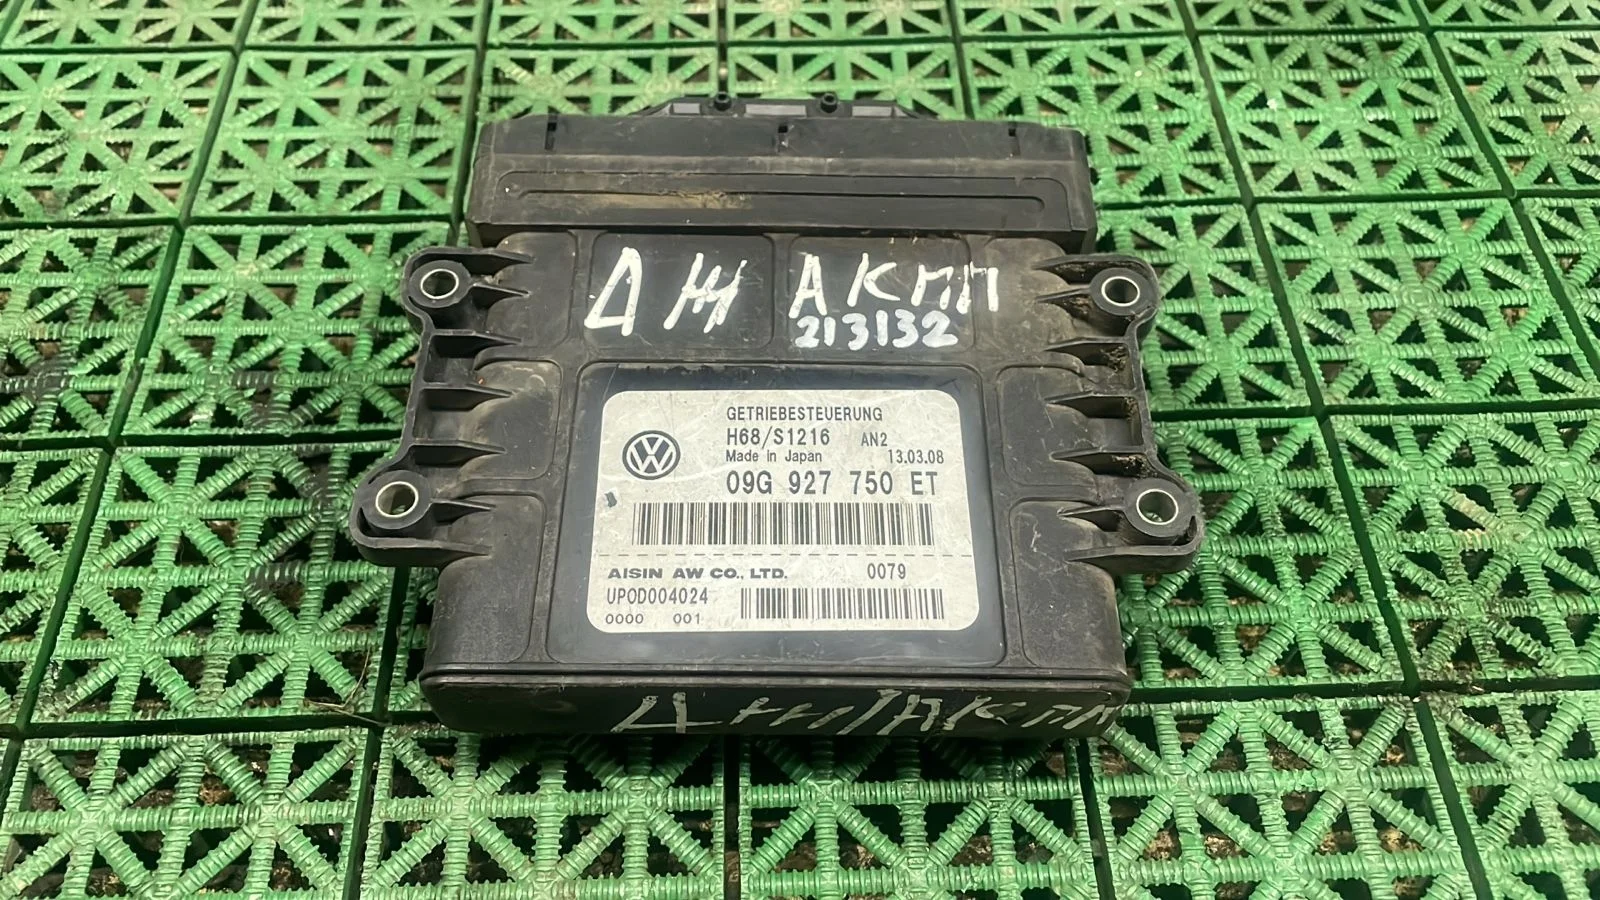 Д Ж АКПП
213132
GETRIEBESTEUERUNG
H68/S1216 AN2
Made in Japan 13.03.08
09G 927 750 ET
AISIN AW CO., LTD. 0079
UPOD004024
0000 001
Д Ж/АКПП